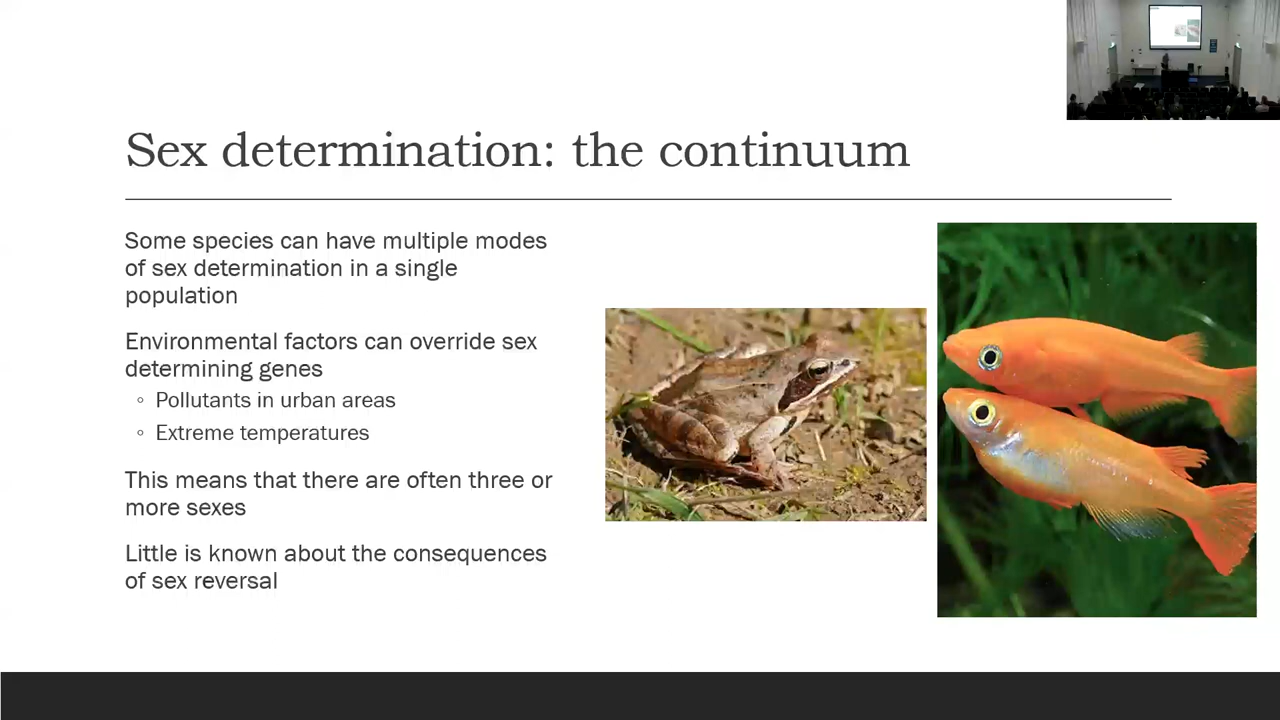 Sex determination: the continuum
Some species can have multiple modes
of sex determination in a single
population
Environmental factors can override sex
determining genes
◦ Pollutants in urban areas
◦ Extreme temperatures
This means that there are often three or
more sexes
Little is known about the consequences
of sex reversal